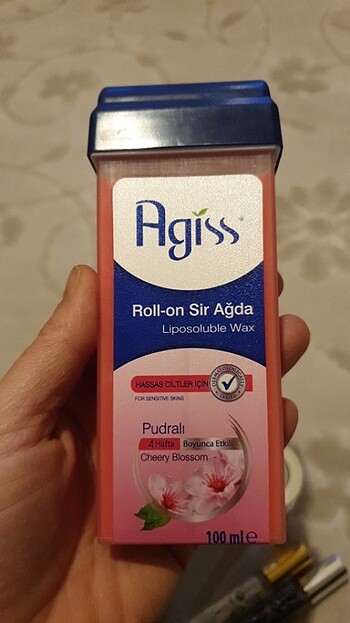 Agiss
Roll-on Sir Ağda
Liposoluble Wax
HASSAS CİLTLER İÇİN
FOR SENSITIVE SKINS
Pudralı
4 Hafta Boyunca Etkili
Cheery Blossom
100 ml e